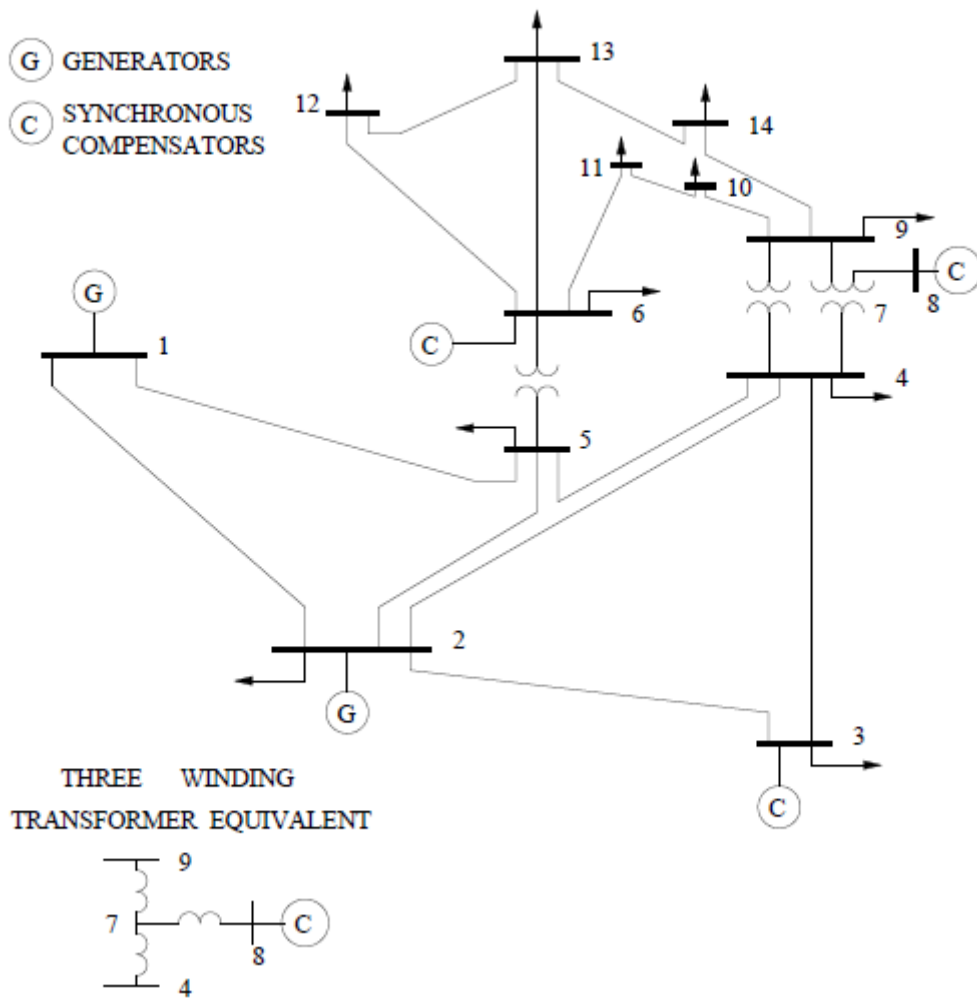 G GENERATORS
C SYNCHRONOUS
COMPENSATORS
13
12
14
11
10
9
C
8
7
G
6
1
C
4
5
2
G
3
C
THREE WINDING
TRANSFORMER EQUIVALENT
9
7
C
8
4